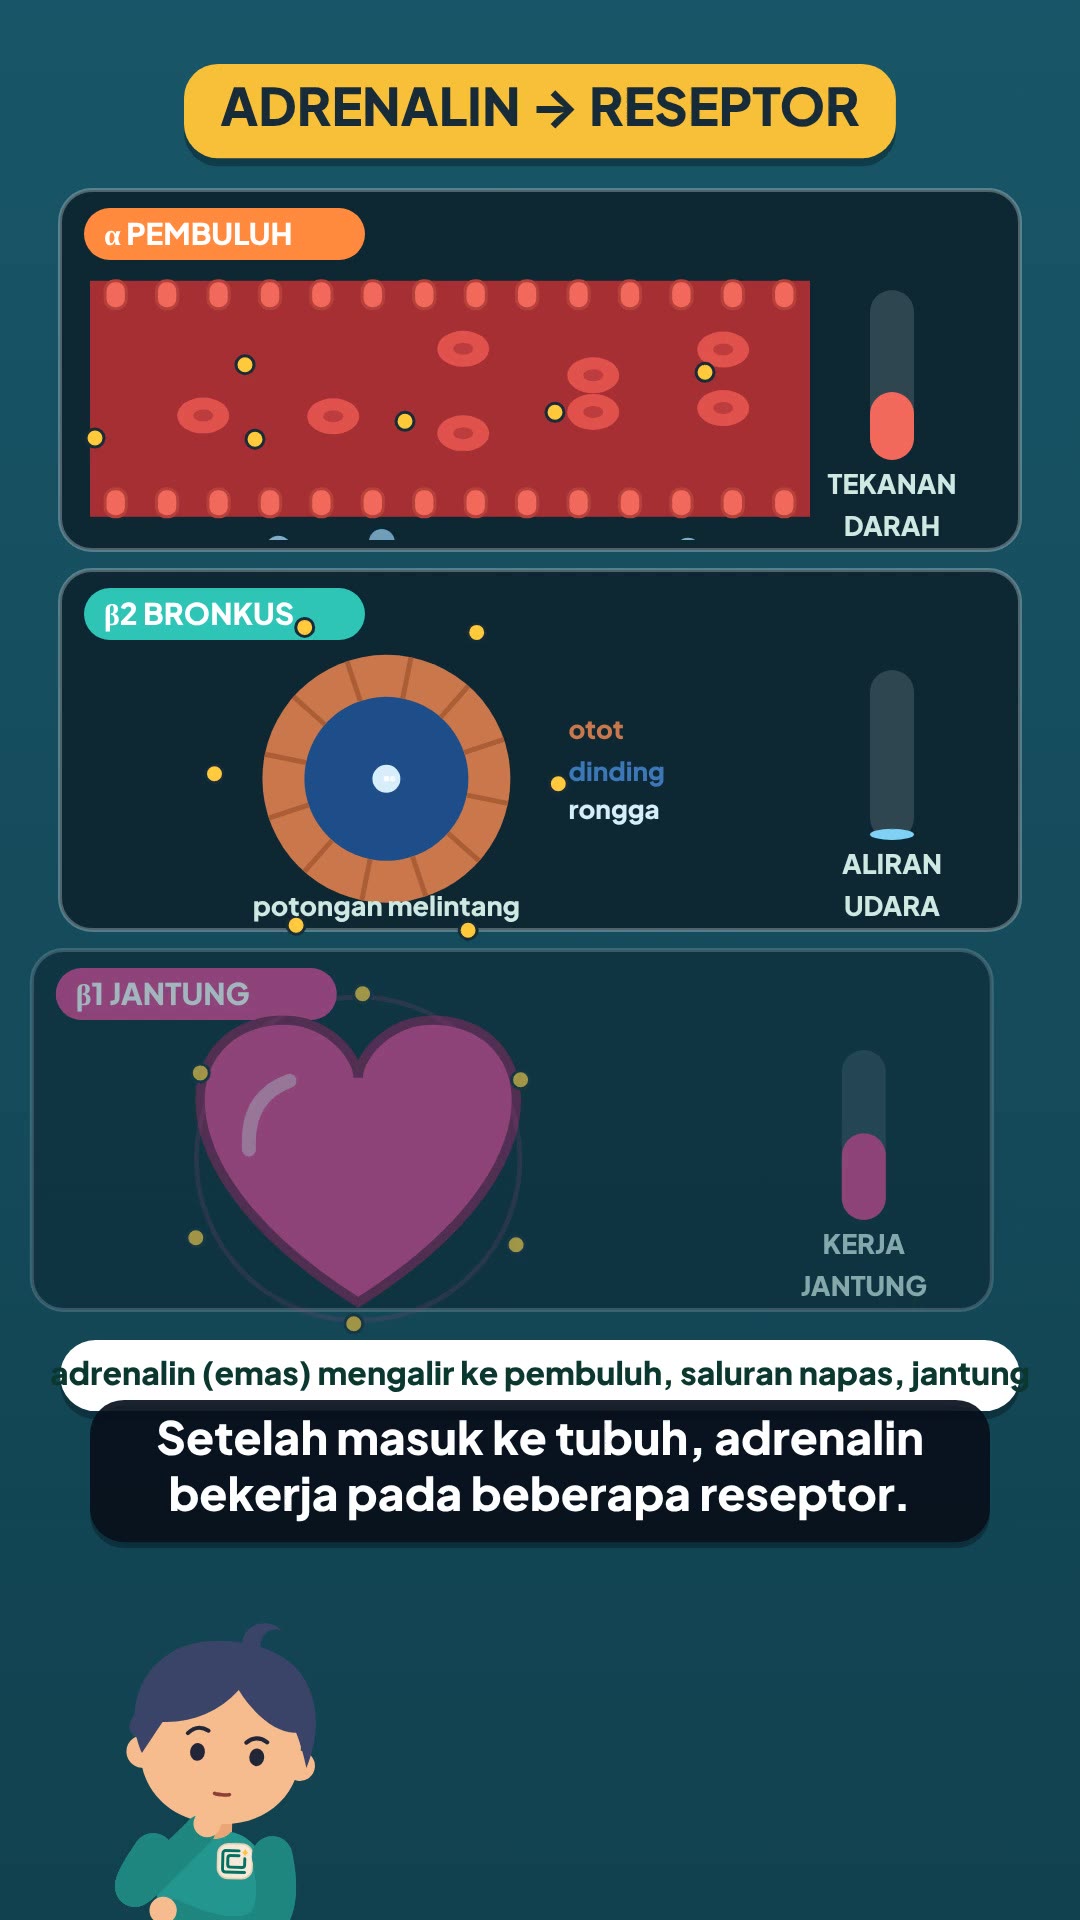 ADRENALIN → RESEPTOR
α PEMBULUH
TEKANAN
DARAH
β2 BRONKUS
otot
dinding
rongga
potongan melintang
ALIRAN
UDARA
β1 JANTUNG
KERJA
JANTUNG
adrenalin (emas) mengalir ke pembuluh, saluran napas, jantung
Setelah masuk ke tubuh, adrenalin
bekerja pada beberapa reseptor.